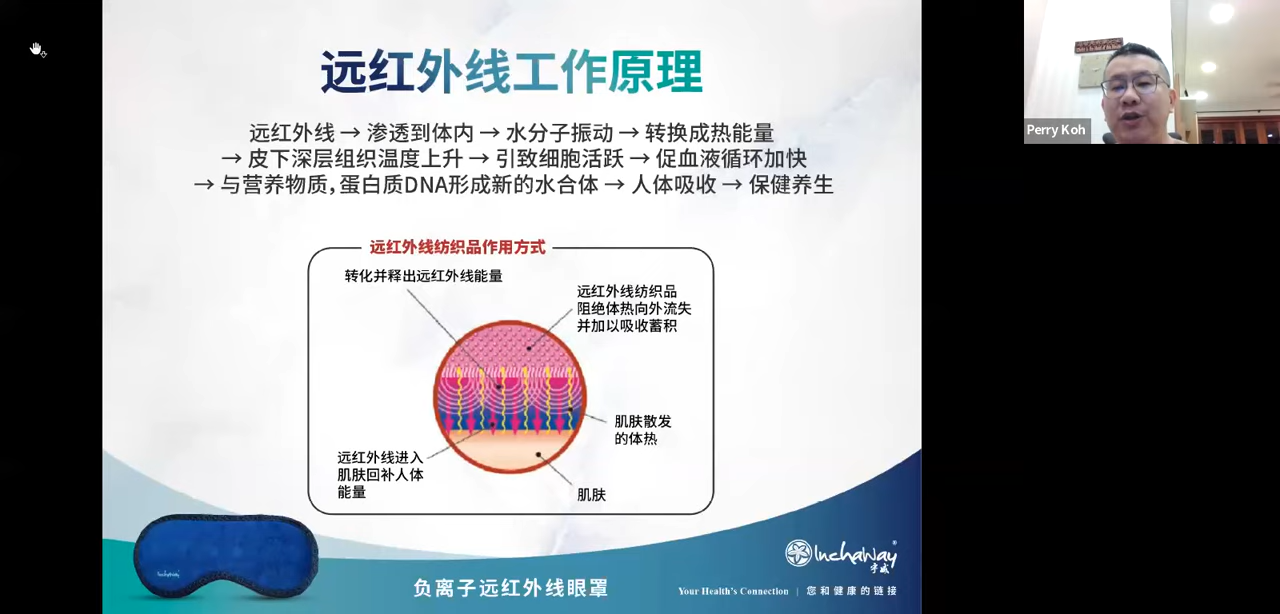 远红外线工作原理
远红外线 → 渗透到体内 → 水分子振动 → 转换成热能量
→ 皮下深层组织温度上升 → 引致细胞活跃 → 促血液循环加快
→ 与营养物质,蛋白质DNA形成新的水合体 → 人体吸收 → 保健养生
远红外线纺织品作用方式
转化并释出远红外线能量
远红外线纺织品
阻绝体热向外流失
并加以吸收蓄积
肌肤散发
的体热
远红外线进入
肌肤回补人体
能量
肌肤
Inchaway
负离子远红外线眼罩
Inchaway®
宇威
Your Health's Connection | 您和健康的链接
Perry Koh